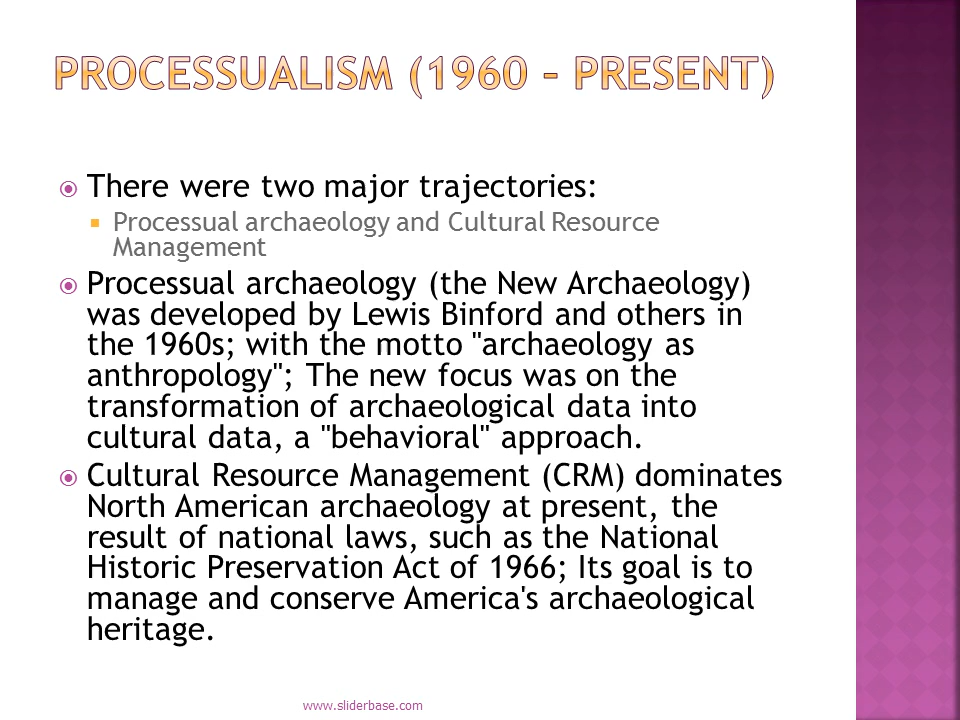 PROCESSUALISM (1960 – PRESENT)
There were two major trajectories:
Processual archaeology and Cultural Resource
Management
Processual archaeology (the New Archaeology)
was developed by Lewis Binford and others in
the 1960s; with the motto "archaeology as
anthropology"; The new focus was on the
transformation of archaeological data into
cultural data, a "behavioral" approach.
Cultural Resource Management (CRM) dominates
North American archaeology at present, the
result of national laws, such as the National
Historic Preservation Act of 1966; Its goal is to
manage and conserve America's archaeological
heritage.
www.sliderbase.com